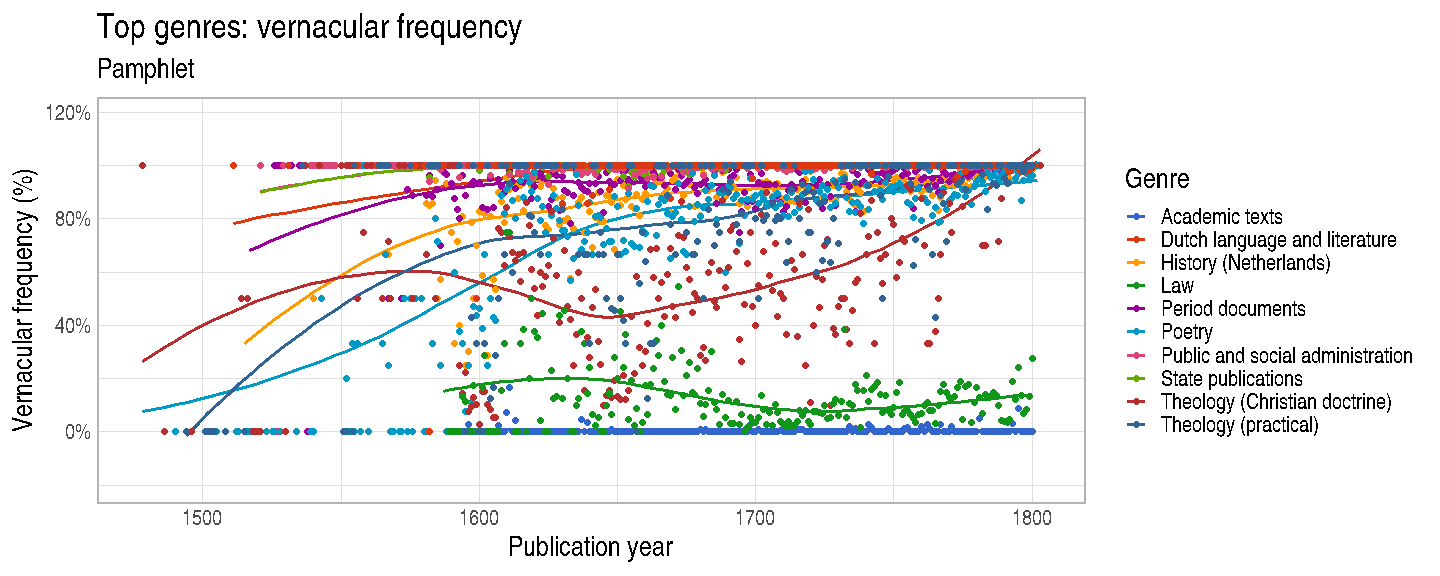 Top genres: vernacular frequency
Pamphlet
Vernacular frequency (%)
120%
80%
40%
0%
1500
1600
1700
1800
Publication year
Genre
Academic texts
Dutch language and literature
History (Netherlands)
Law
Period documents
Poetry
Public and social administration
State publications
Theology (Christian doctrine)
Theology (practical)